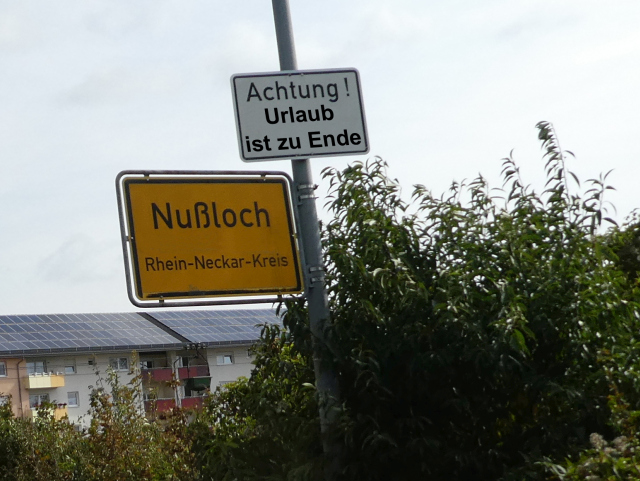 Achtung!
Urlaub
ist zu Ende
Nußloch
Rhein-Neckar-Kreis